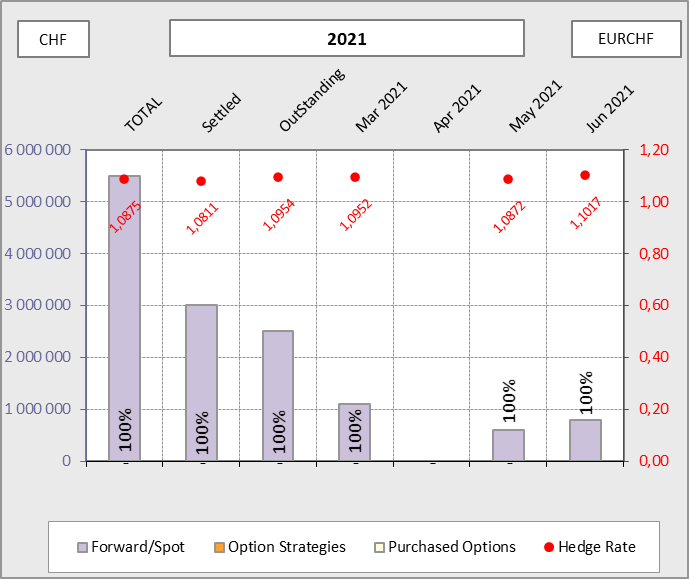 CHF
2021
EURCHF
TOTAL
Settled
OutStanding
Mar 2021
Apr 2021
May 2021
Jun 2021
6 000 000
5 000 000
4 000 000
3 000 000
2 000 000
1 000 000
0
1,20
1,00
0,80
0,60
0,40
0,20
0,00
1,0875
1,0811
1,0954
1,0952
1,0872
1,1017
100%
100%
100%
100%
100%
100%
- - - - - -
Forward/Spot Option Strategies Purchased Options Hedge Rate